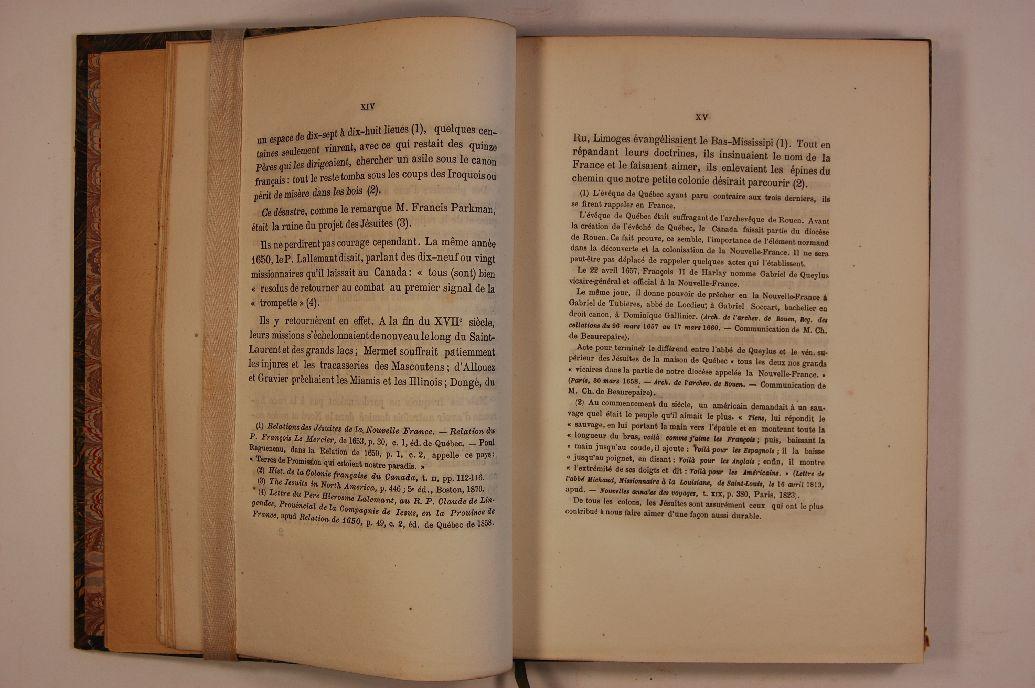 XIV
un espace de dix-sept à dix-huit lieues (1), quelques cen-
taines seulement vinrent, avec ce qui restait des quinze
Pères qui les dirigeaient, chercher un asile sous le canon
français : tout le reste tomba sous les coups des Iroquois ou
périt de misère dans les bois (2).
Ce désastre, comme le remarque M. Francis Parkman,
était la ruine du projet des Jésuites (3).
Ils ne perdirent pas courage cependant. La même année
1650, le P. Lallemant disait, parlant des dix-neuf ou vingt
missionnaires qu'il laissait au Canada : « tous (sont) bien
« resolus de retourner au combat au premier signal de la
« trompette » (4).
Ils y retournèrent en effet. A la fin du XVIIe siècle,
leurs missions s'échelonnaient de nouveau le long du Saint-
Laurent et des grands lacs ; Mermet souffrait patiemment
les injures et les tracasseries des Mascoutens ; d'Allouez
et Gravier prêchaient les Miamis et les Illinois ; Dongé, du
(1) Relations des Jésuites de la Nouvelle France. — Relation du
P. François Le Mercier, de 1653, p. 30, c. 1, éd. de Québec. — Paul
Ragueneau, dans la Relation de 1650, p. 1, c. 2, appelle ce pays:
« Terres de Promission qui estoient nostre paradis. »
(2) Hist. de la Colonie française du Canada, t. II, pp. 112-116.
(3) The Jesuits in North America, p. 446 ; 5e éd., Boston, 1870.
(4) Lettre du Pere Hierosme Lalemant, au R. P. Claude de Lin-
gendes, Provincial de la Compagnie de Iesus, en la Province de
France, apud Relation de 1650, p. 49, c. 2, éd. de Québec de 1858.
XV
Ru, Limoges évangélisaient le Bas-Mississipi (1). Tout en
répandant leurs doctrines, ils insinuaient le nom de la
France et le faisaient aimer, ils enlevaient les épines du
chemin que notre petite colonie désirait parcourir (2).
(1) L'évêque de Québec ayant paru contraire aux trois derniers, ils
se firent rappeler en France.
L'évêque de Québec était suffragant de l'archevêque de Rouen. Avant
la création de l'évêché de Québec, le Canada faisait partie du diocèse
de Rouen. Ce fait prouve, ce semble, l'importance de l'élément normand
dans la découverte et la colonisation de la Nouvelle-France. Il ne sera
peut-être pas déplacé de rappeler quelques actes qui l'établissent.
Le 22 avril 1657, François II de Harlay nomme Gabriel de Queylus
vicaire-général et official à la Nouvelle-France.
Le même jour, il donne pouvoir de prêcher en la Nouvelle-France à
Gabriel de Tubieres, abbé de Locdieu; à Gabriel Soccart, bachelier en
droit canon, à Dominique Gallinier. (Arch. de l'archev. de Rouen, Reg. des
collations du 26 mars 1657 au 17 mars 1660. — Communication de M. Ch.
de Beaurepaire).
Acte pour terminer le différend entre l'abbé de Queylus et le vén. su-
périeur des Jésuites de la maison de Québec « tous les deux nos grands
« vicaires dans la partie de notre diocèse appelée la Nouvelle-France. »
(Paris, 30 mars 1658. — Arch. de l'archev. de Rouen. — Communication de
M. Ch. de Beaurepaire).
(2) Au commencement du siècle, un américain demandait à un sau-
vage quel était le peuple qu'il aimait le plus. « Tiens, lui répondit le
« sauvage, en lui portant la main vers l'épaule et en montrant toute la
« longueur du bras, voilà comme j'aime les Français ; puis, baissant la
« main jusqu'au coude, il ajoute : Voilà pour les Espagnols ; il la baisse
« jusqu'au poignet, en disant : Voilà pour les Anglais ; enfin, il montre
« l'extrémité de ses doigts et dit : Voilà pour les Américains. » (Lettre de
l'abbé Michaud, Missionnaire à la Louisiane, de Saint-Louis, le 16 avril 1819,
apud. — Nouvelles annales des voyages, t. XIX, p. 380, Paris, 1823).
De tous les colons, les Jésuites sont assurément ceux qui ont le plus
contribué à nous faire aimer d'une façon aussi durable.